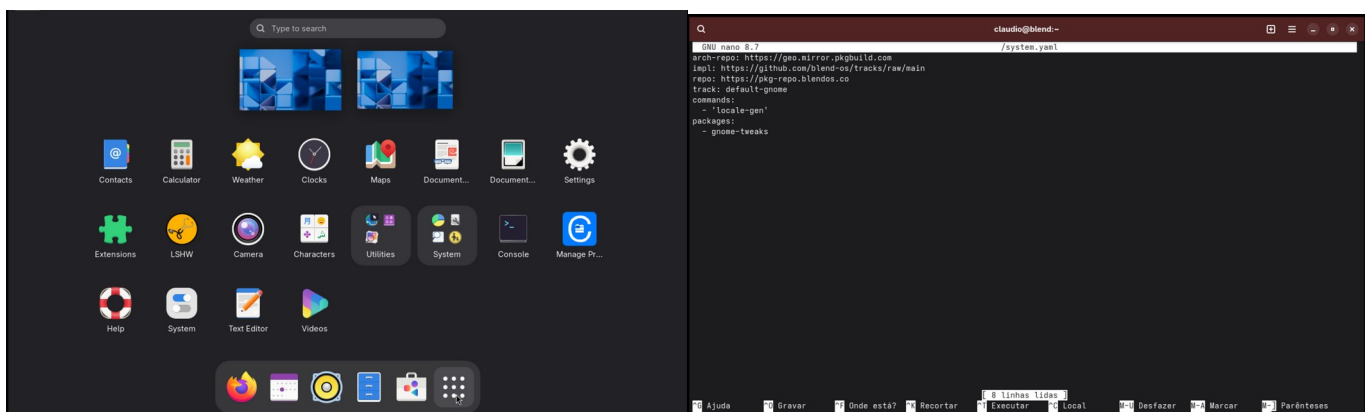 Type to search
Contacts Calculator Weather Clocks Maps Document... Document... Settings
Extensions LSHW Camera Characters Utilities System Console Manage Pr...
Help System Text Editor Videos
claudio@blend:~
GNU nano 8.7 /system.yaml
arch-repo: https://geo.mirror.pkgbuild.com
impl: https://github.com/blend-os/tracks/raw/main
repo: https://pkg-repo.blendos.co
track: default-gnome
commands:
- 'locale-gen'
packages:
- gnome-tweaks
[ 8 linhas lidas ]
^G Ajuda ^O Gravar ^F Onde está? ^K Recortar ^T Executar ^C Local M-U Desfazer M-A Marcar M-] Parênteses